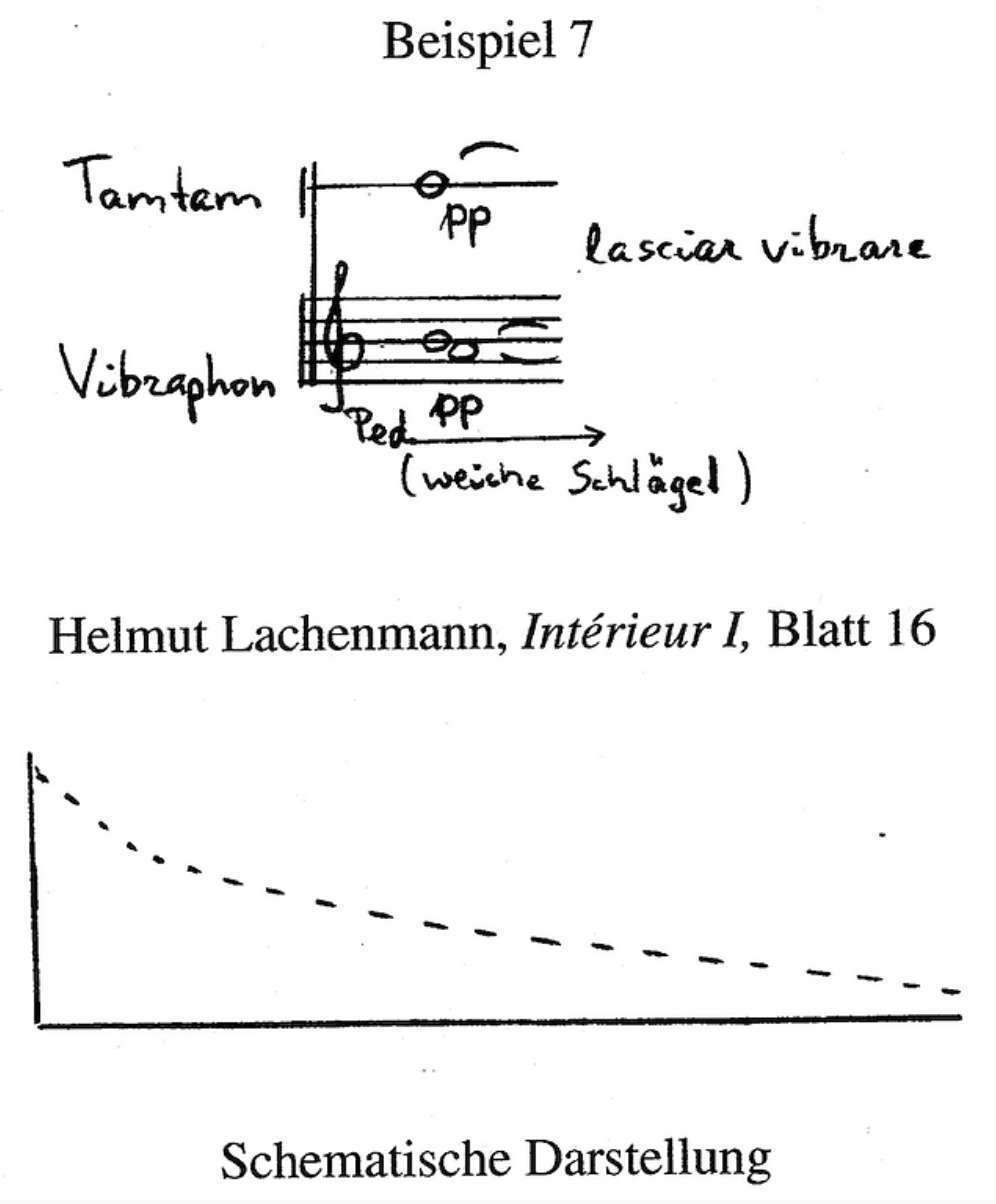 Beispiel 7
Tamtam
pp
lasciar vibrare
Vibraphon
pp
Ped.
(weiche Schlägel)
Helmut Lachenmann, Intérieur I, Blatt 16
Schematische Darstellung